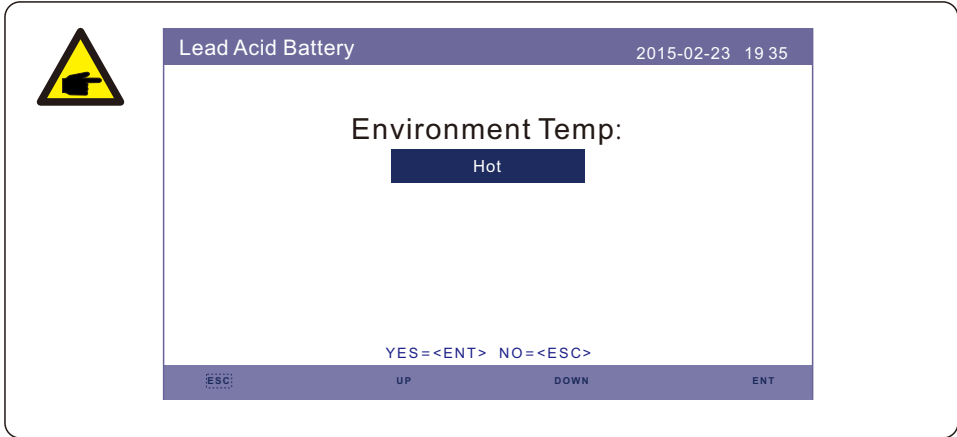 Lead Acid Battery 2015-02-23 19 35
Environment Temp:
Hot
YES=<ENT> NO=<ESC>
ESC UP DOWN ENT